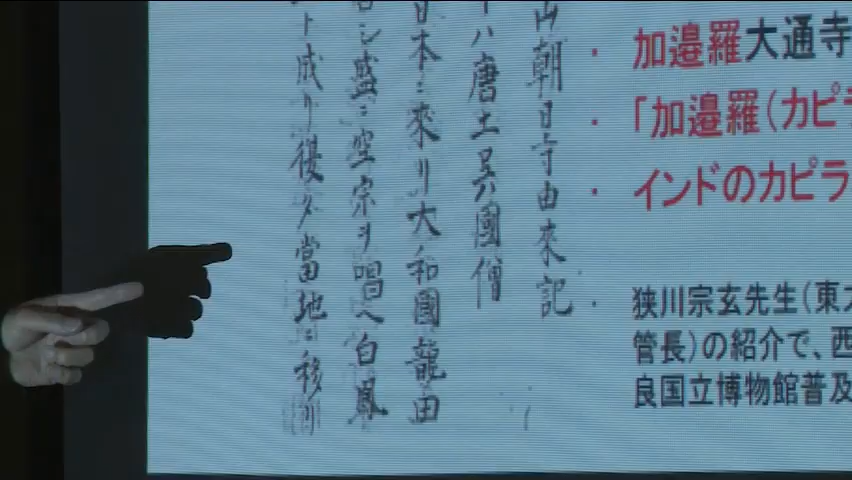 山朝日寺由來記
ハ唐土呉國僧
日本ニ來リ大和國龍田
シ盛ニ空宗ヲ唱ヘ白鳳
ト成リ後夕當地ニ移リ
・加邉羅大通寺
・「加邉羅（カピラ
・インドのカピラ
・狭川宗玄先生（東大
管長）の紹介で、西
良国立博物館普及